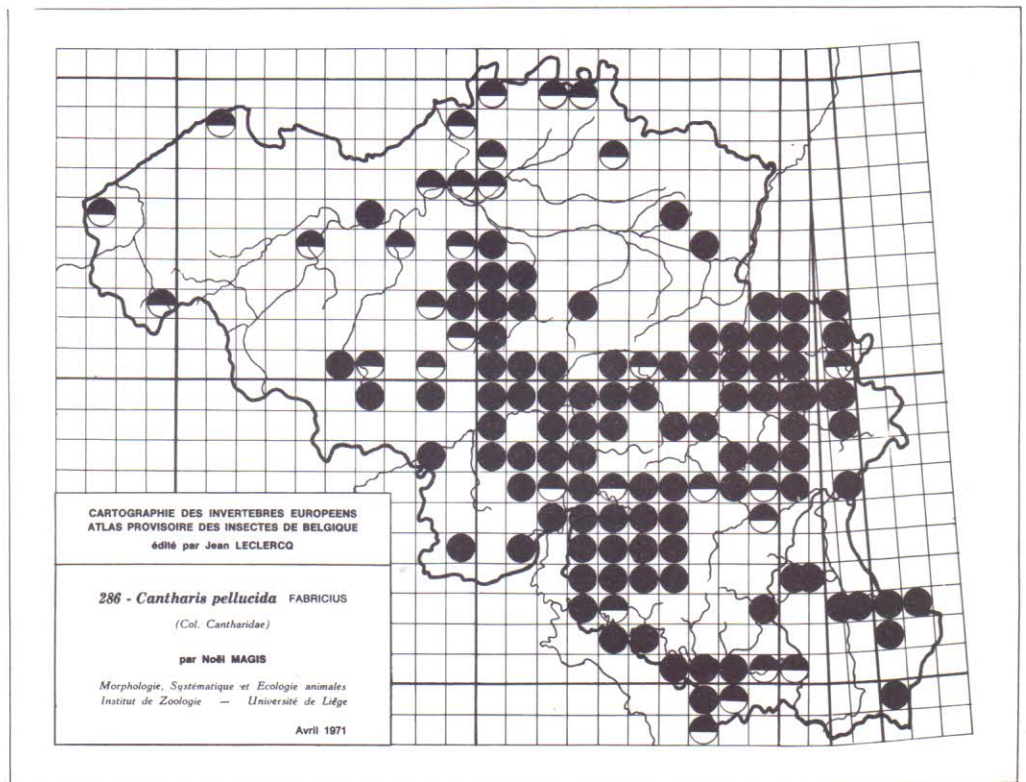 CARTOGRAPHIE DES INVERTEBRES EUROPEENS
ATLAS PROVISOIRE DES INSECTES DE BELGIQUE
édité par Jean LECLERCQ
286 - Cantharis pellucida FABRICIUS
(Col. Cantharidae)
par Noël MAGIS
Morphologie, Systématique et Ecologie animales
Institut de Zoologie — Université de Liège
Avril 1971